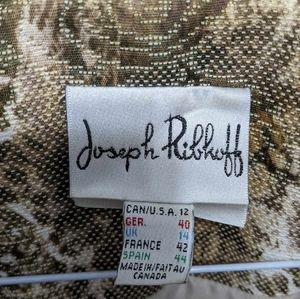 Joseph Ribkoff
CAN/U.S.A. 12
GER. 40
UK 14
FRANCE 42
SPAIN 44
MADE IN/FAIT AU
CANADA